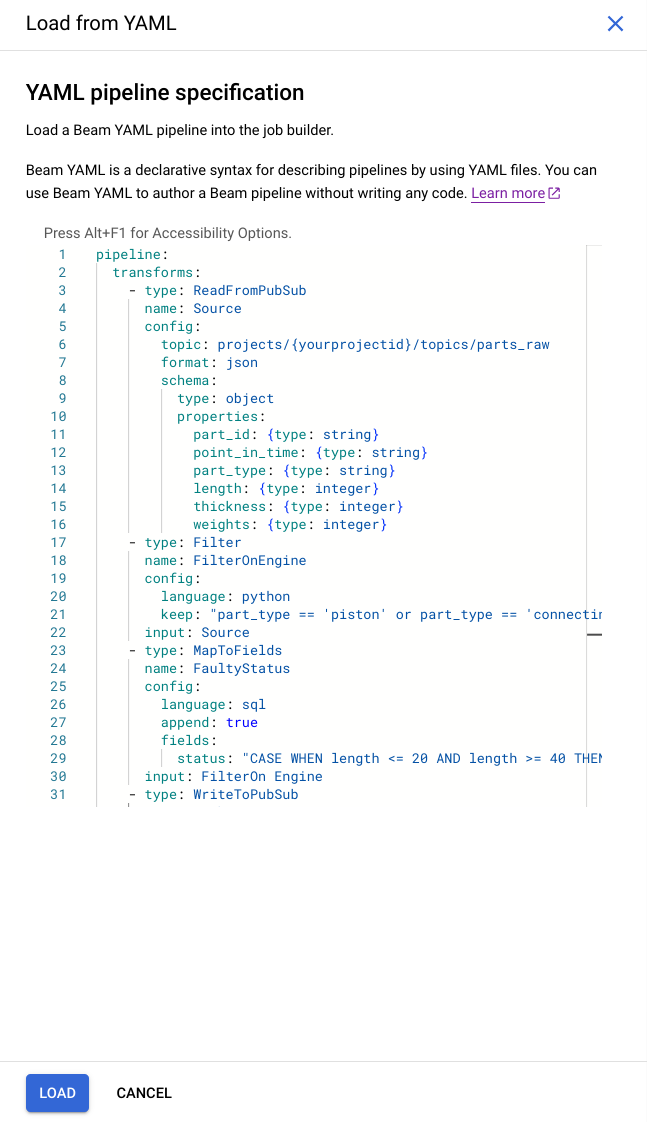 Load from YAML
YAML pipeline specification
Load a Beam YAML pipeline into the job builder.
Beam YAML is a declarative syntax for describing pipelines by using YAML files. You can
use Beam YAML to author a Beam pipeline without writing any code. Learn more
Press Alt+F1 for Accessibility Options.
1 pipeline:
2 transforms:
3 - type: ReadFromPubSub
4 name: Source
5 config:
6 topic: projects/{yourprojectid}/topics/parts_raw
7 format: json
8 schema:
9 type: object
10 properties:
11 part_id: {type: string}
12 point_in_time: {type: string}
13 part_type: {type: string}
14 length: {type: integer}
15 thickness: {type: integer}
16 weights: {type: integer}
17 - type: Filter
18 name: FilterOnEngine
19 config:
20 language: python
21 keep: "part_type == 'piston' or part_type == 'connectin
22 input: Source
23 - type: MapToFields
24 name: FaultyStatus
25 config:
26 language: sql
27 append: true
28 fields:
29 status: "CASE WHEN length <= 20 AND length >= 40 THEN
30 input: FilterOn Engine
31 - type: WriteToPubSub
LOAD CANCEL